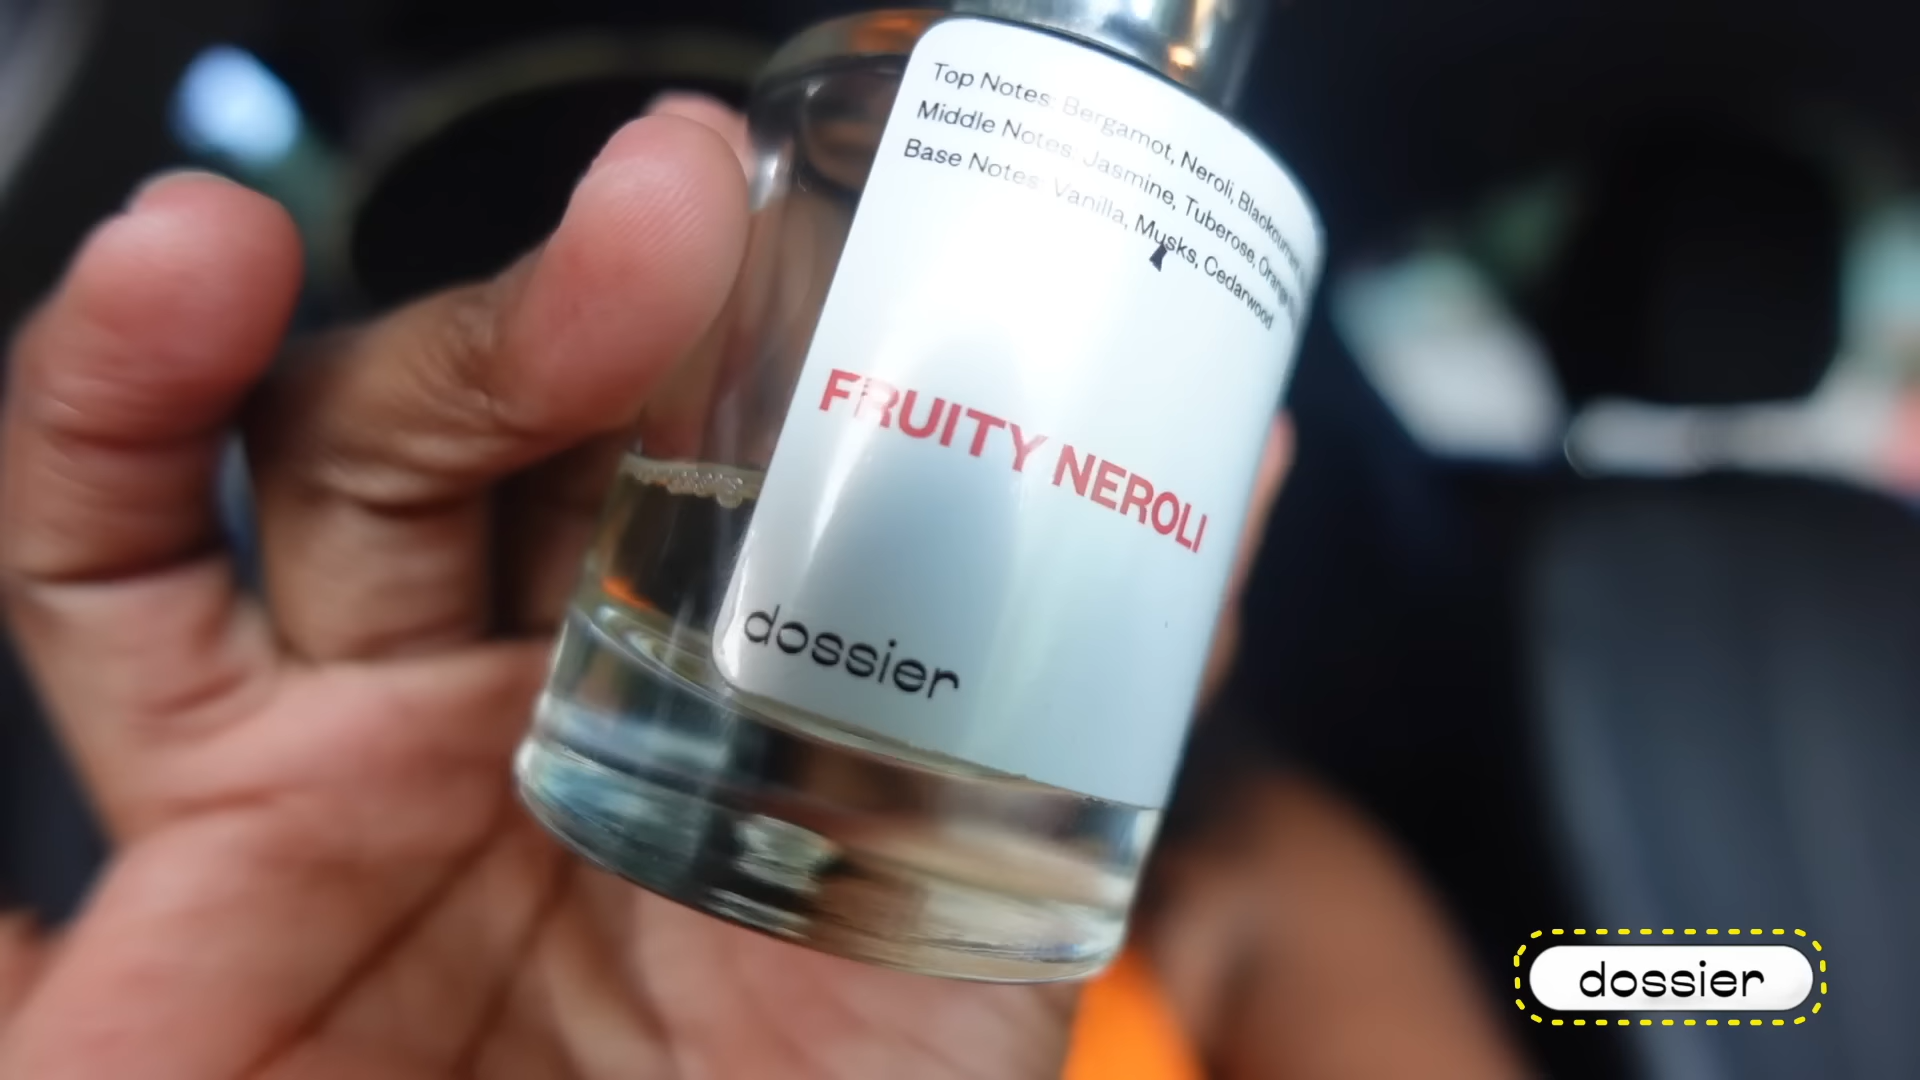 Top Notes: Bergamot, Neroli, Blackcurrant
Middle Notes: Jasmine, Tuberose, Orange
Base Notes: Vanilla, Musks, Cedarwood
FRUITY NEROLI
dossier
dossier